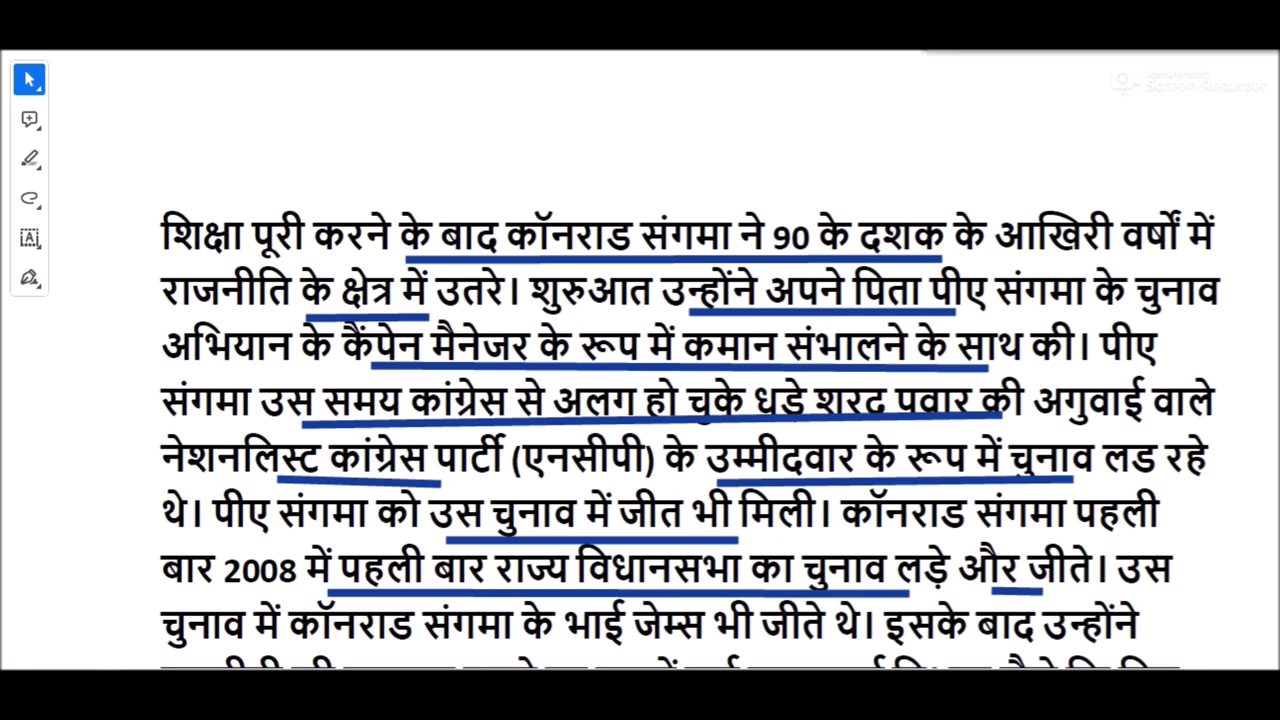 Screen Recorder
शिक्षा पूरी करने के बाद कॉनराड संगमा ने 90 के दशक के आखिरी वर्षों में
राजनीति के क्षेत्र में उतरे। शुरुआत उन्होंने अपने पिता पीए संगमा के चुनाव
अभियान के कैंपेन मैनेजर के रूप में कमान संभालने के साथ की। पीए
संगमा उस समय कांग्रेस से अलग हो चुके धडे शरद पवार की अगुवाई वाले
नेशनलिस्ट कांग्रेस पार्टी (एनसीपी) के उम्मीदवार के रूप में चुनाव लड रहे
थे। पीए संगमा को उस चुनाव में जीत भी मिली। कॉनराड संगमा पहली
बार 2008 में पहली बार राज्य विधानसभा का चुनाव लड़े और जीते। उस
चुनाव में कॉनराड संगमा के भाई जेम्स भी जीते थे। इसके बाद उन्होंने